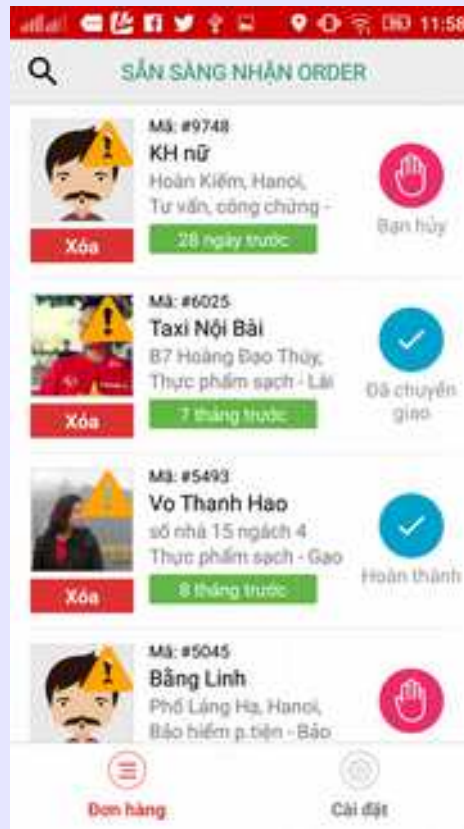 11:58
SẴN SÀNG NHẬN ORDER
Mã: #9748
KH nữ
Hoàn Kiếm, Hanoi,
Tư vấn, công chứng -
28 ngày trước
Xóa
Bạn hủy
Mã: #6025
Taxi Nội Bài
B7 Hoàng Đạo Thúy,
Thực phẩm sạch - Lái
7 tháng trước
Xóa
Đã chuyển
giao
Mã: #5493
Vo Thanh Hao
số nhà 15 ngách 4
Thực phẩm sạch - Gạo
8 tháng trước
Xóa
Hoàn thành
Mã: #5045
Bằng Linh
Phố Láng Hạ, Hanoi,
Bảo hiểm p.tiện - Bảo
Đơn hàng
Cài đặt